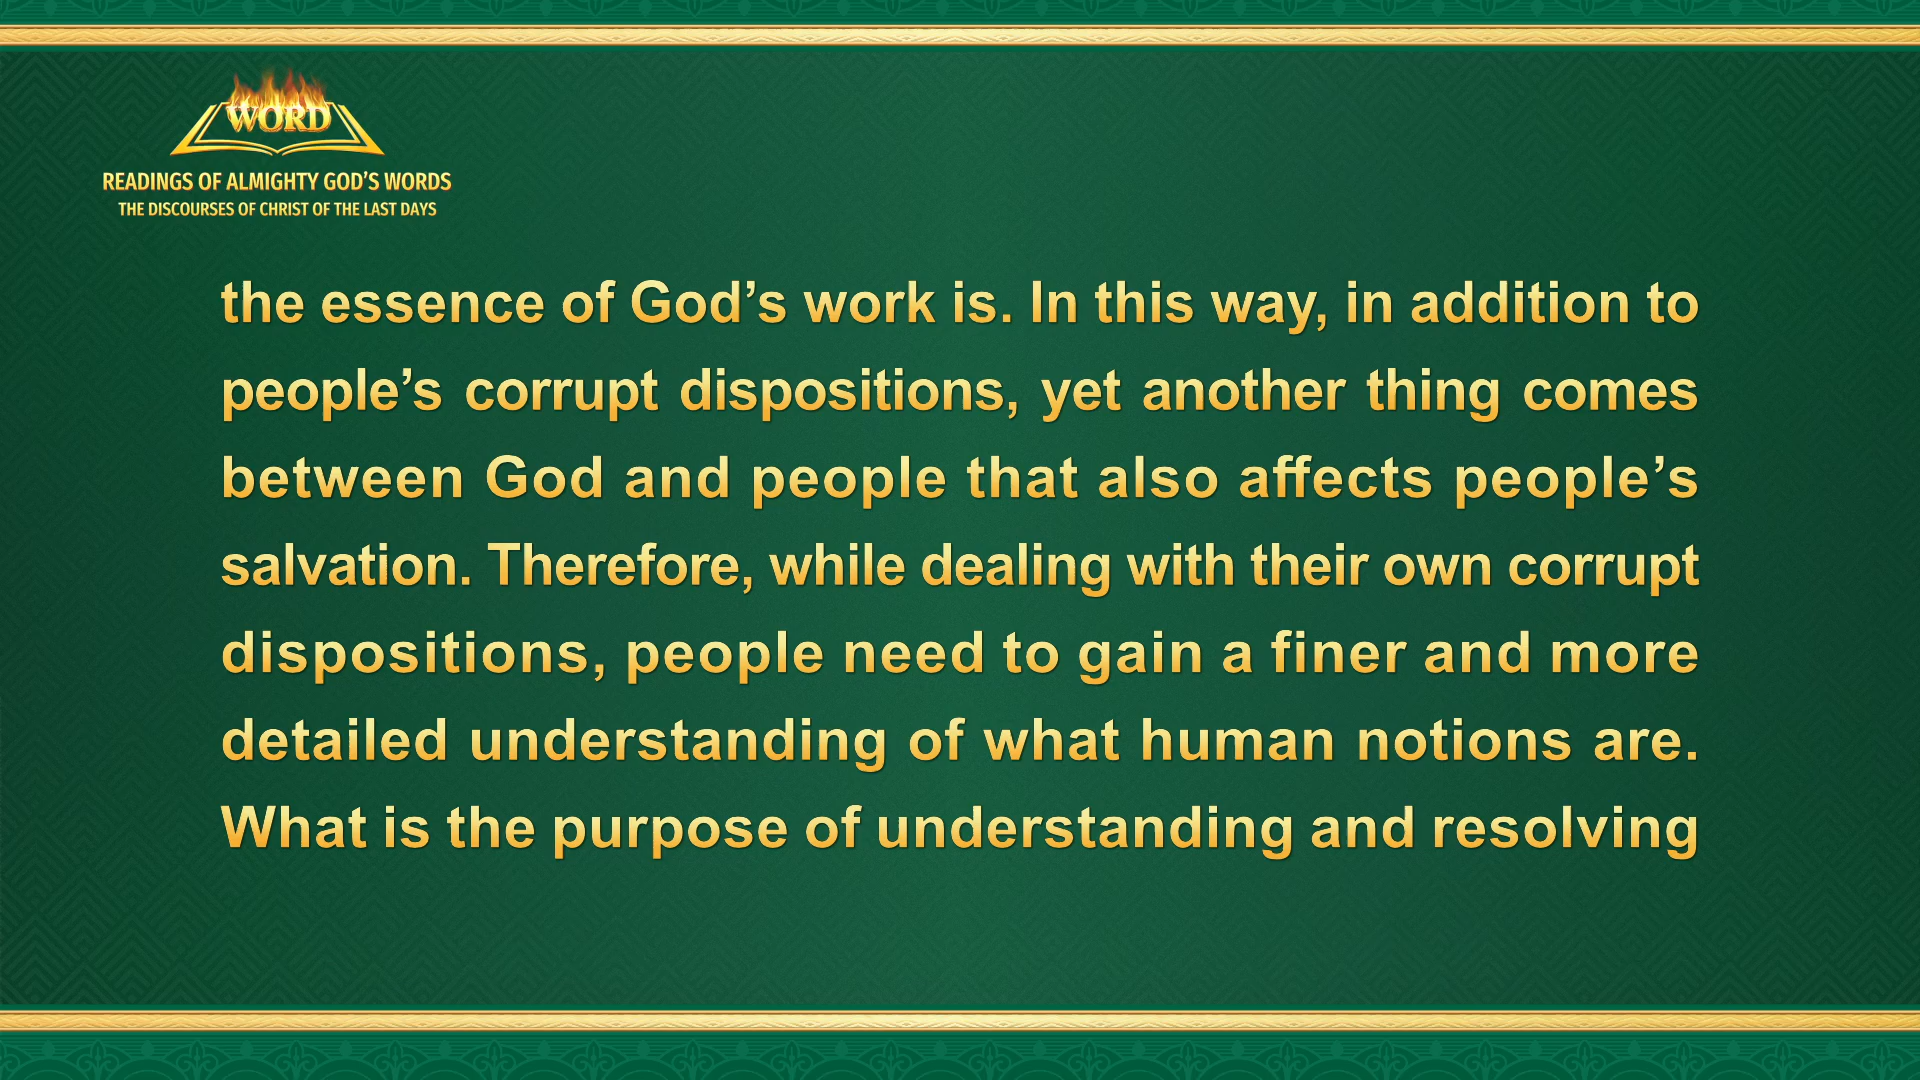 WORD
READINGS OF ALMIGHTY GOD’S WORDS
THE DISCOURSES OF CHRIST OF THE LAST DAYS
the essence of God’s work is. In this way, in addition to
people’s corrupt dispositions, yet another thing comes
between God and people that also affects people’s
salvation. Therefore, while dealing with their own corrupt
dispositions, people need to gain a finer and more
detailed understanding of what human notions are.
What is the purpose of understanding and resolving